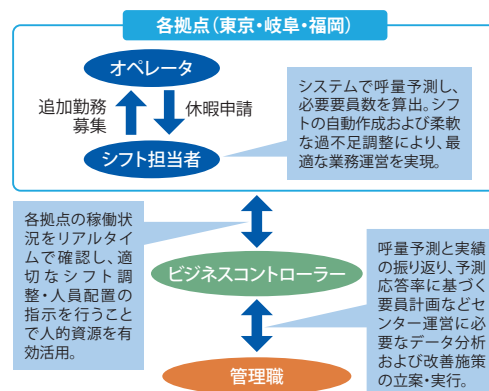 各拠点(東京・岐阜・福岡)
オペレータ
追加勤務
募集
休暇申請
シフト担当者
システムで呼量予測し、
必要要員数を算出。シフ
トの自動作成および柔軟
な過不足調整により、最
適な業務運営を実現。
各拠点の稼働状
況をリアルタイ
ムで確認し、適
切なシフト調
整・人員配置の
指示を行うこと
で人的資源を有
効活用。
ビジネスコントローラー
呼量予測と実績
の振り返り、予測
応答率に基づく
要員計画などセ
ンター運営に必
要なデータ分析
および改善施策
の立案・実行。
管理職